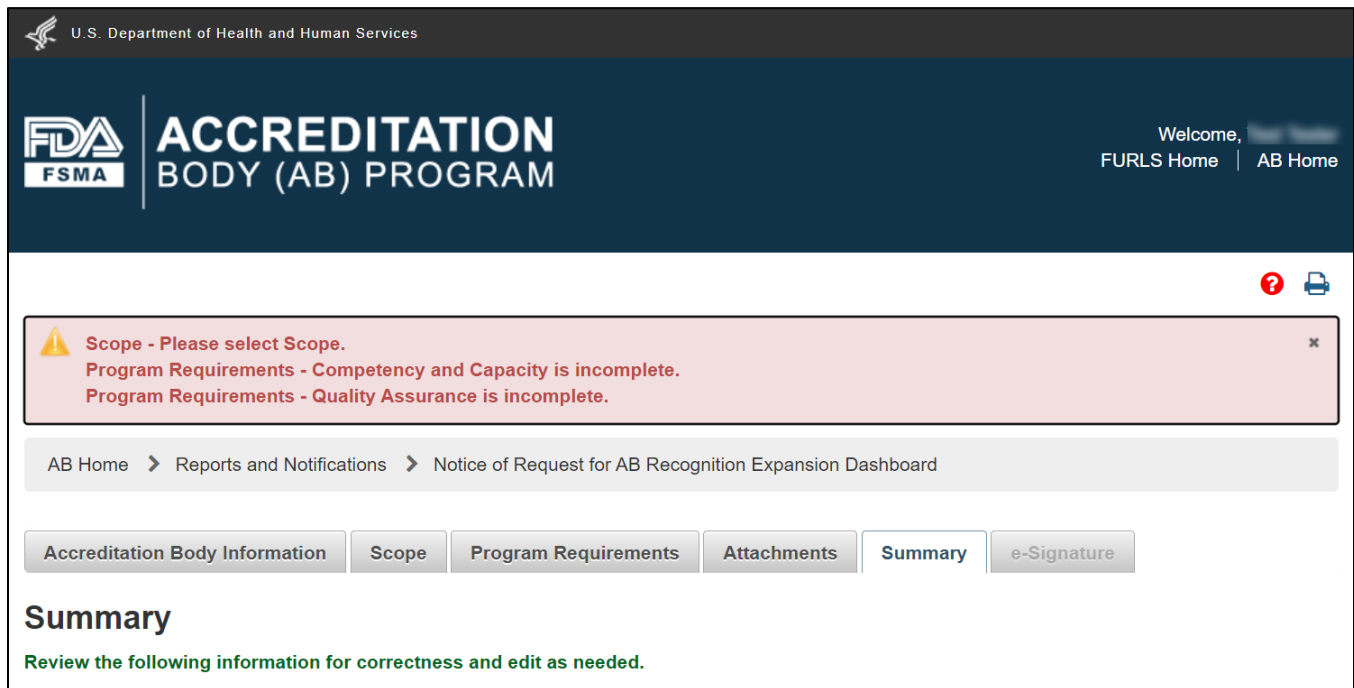 U.S. Department of Health and Human Services
FDA
FSMA
ACCREDITATION
BODY (AB) PROGRAM
Welcome,
FURLS Home | AB Home
Scope - Please select Scope.
Program Requirements - Competency and Capacity is incomplete.
Program Requirements - Quality Assurance is incomplete.
AB Home > Reports and Notifications > Notice of Request for AB Recognition Expansion Dashboard
Accreditation Body Information Scope Program Requirements Attachments Summary e-Signature
Summary
Review the following information for correctness and edit as needed.